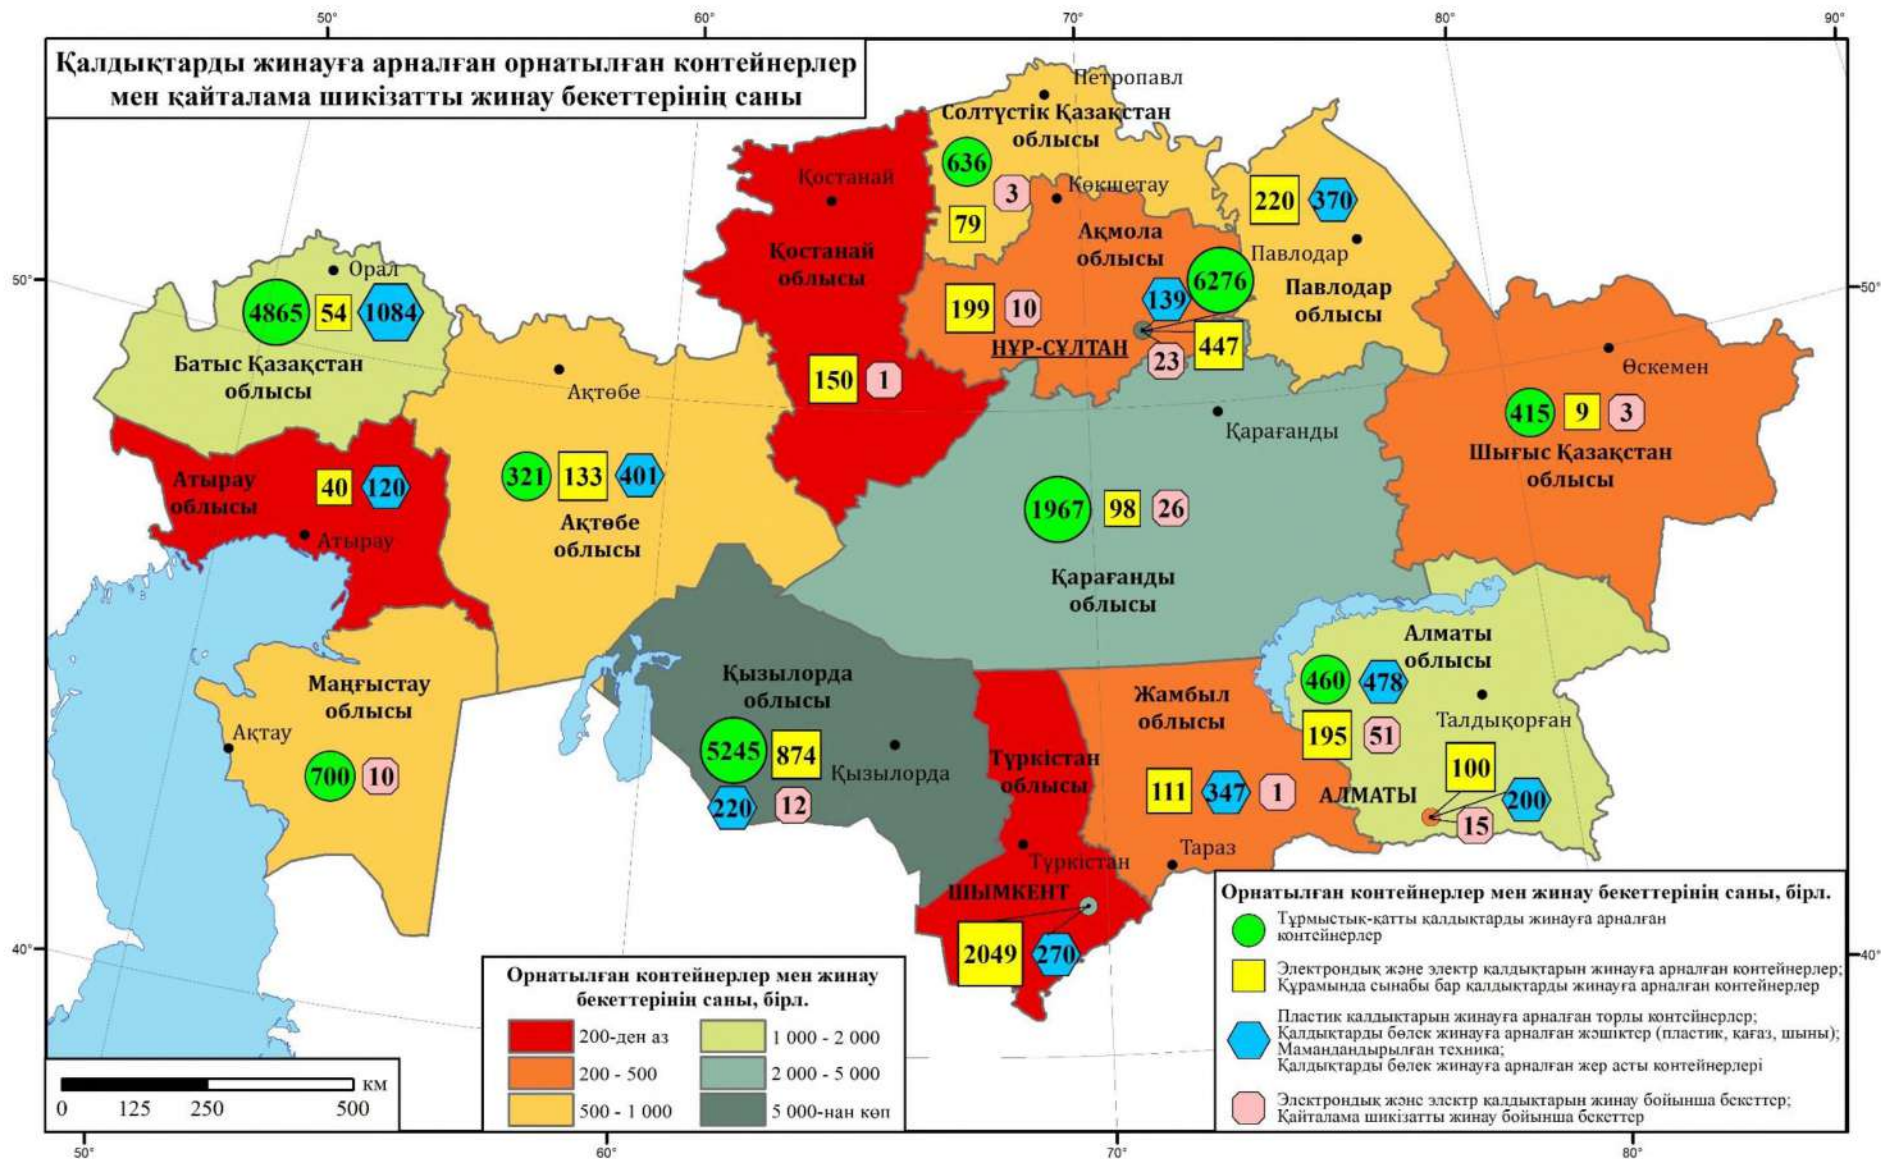 50°
60°
70°
80°
90°
Қалдықтарды жинауға арналған орнатылған контейнерлер
мен қайталама шикізатты жинау бекеттерінің саны
Петропавл
Солтүстік Қазақстан
облысы
636
3
79
Қостанай
Қостанай
облысы
150
1
Көкшетау
Ақмола
облысы
199
10
139
6276
НҰР-СҰЛТАН
23
447
220
370
Павлодар
Павлодар
облысы
50°
50°
Орал
4865
54
1084
Батыс Қазақстан
облысы
Ақтөбе
321
133
401
Ақтөбе
облысы
Атырау
облысы
40
120
Атырау
Қарағанды
1967
98
26
Қарағанды
облысы
Өскемен
415
9
3
Шығыс Қазақстан
облысы
Маңғыстау
облысы
Ақтау
700
10
Қызылорда
облысы
5245
874
Қызылорда
220
12
Түркістан
облысы
Түркістан
ШЫМКЕНТ
2049
270
Жамбыл
облысы
111
347
1
Тараз
Алматы
облысы
460
478
Талдықорған
195
51
100
АЛМАТЫ
200
15
40°
40°
Орнатылған контейнерлер мен жинау
бекеттерінің саны, бірл.
200-ден аз
200 - 500
500 - 1 000
1 000 - 2 000
2 000 - 5 000
5 000-нан көп
Орнатылған контейнерлер мен жинау бекеттерінің саны, бірл.
Тұрмыстық-қатты қалдықтарды жинауға арналған
контейнерлер
Электрондық және электр қалдықтарын жинауға арналған контейнерлер;
Құрамында сынабы бар қалдықтарды жинауға арналған контейнерлер
Пластик қалдықтарын жинауға арналған торлы контейнерлер;
Қалдықтарды бөлек жинауға арналған жәшіктер (пластик, қағаз, шыны);
Мамандандырылған техника;
Қалдықтарды бөлек жинауға арналған жер асты контейнерлері
Электрондық және электр қалдықтарын жинау бойынша бекеттер;
Қайталама шикізатты жинау бойынша бекеттер
км
0 125 250 500
50°
60°
70°
80°